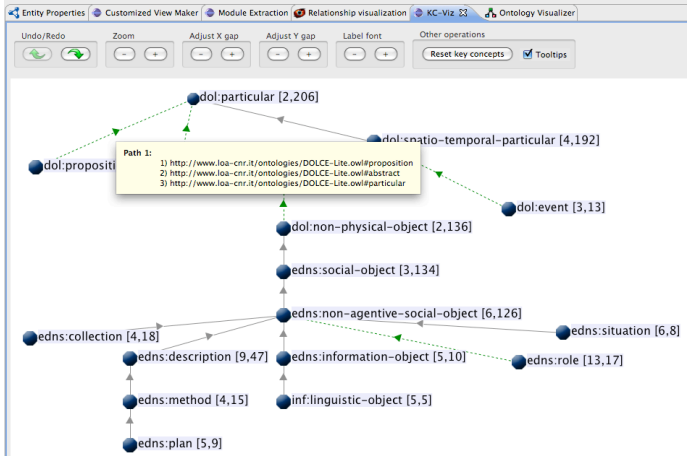 Entity Properties Customized View Maker Module Extraction Relationship visualization KC-Viz Ontology Visualizer
Undo/Redo Zoom Adjust X gap Adjust Y gap Label font Other operations
- + - + - + - + Reset key concepts Tooltips
dol:particular [2,206]
dol:spatio-temporal-particular [4,192]
Path 1:
1) http://www.loa-cnr.it/ontologies/DOLCE-Lite.owl#proposition
2) http://www.loa-cnr.it/ontologies/DOLCE-Lite.owl#abstract
3) http://www.loa-cnr.it/ontologies/DOLCE-Lite.owl#particular
dol:propositi
dol:event [3,13]
dol:non-physical-object [2,136]
edns:social-object [3,134]
edns:non-agentive-social-object [6,126]
edns:situation [6,8]
edns:collection [4,18]
edns:description [9,47] edns:information-object [5,10] edns:role [13,17]
edns:method [4,15] inf:linguistic-object [5,5]
edns:plan [5,9]